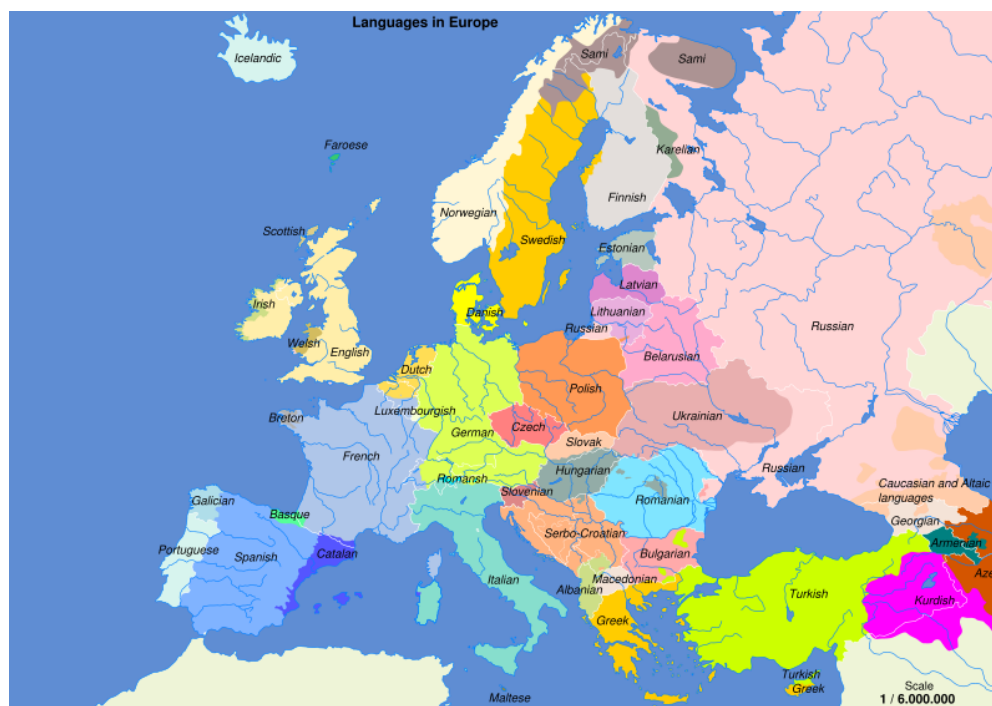 Languages in Europe
Icelandic
Sami
Sami
Faroese
Karelian
Finnish
Norwegian
Scottish
Swedish
Estonian
Latvian
Irish
Danish
Lithuanian
Russian
Russian
Welsh
English
Belarusian
Dutch
Polish
Luxembourgish
Breton
Czech
Ukrainian
German
Slovak
French
Hungarian
Russian
Romansh
Slovenian
Romanian
Caucasian and Altaic
languages
Galician
Basque
Georgian
Serbo-Croatian
Armenian
Portuguese
Spanish
Catalan
Bulgarian
Aze
Italian
Macedonian
Albanian
Turkish
Kurdish
Greek
Turkish
Greek
Maltese
Scale
1 / 6.000.000